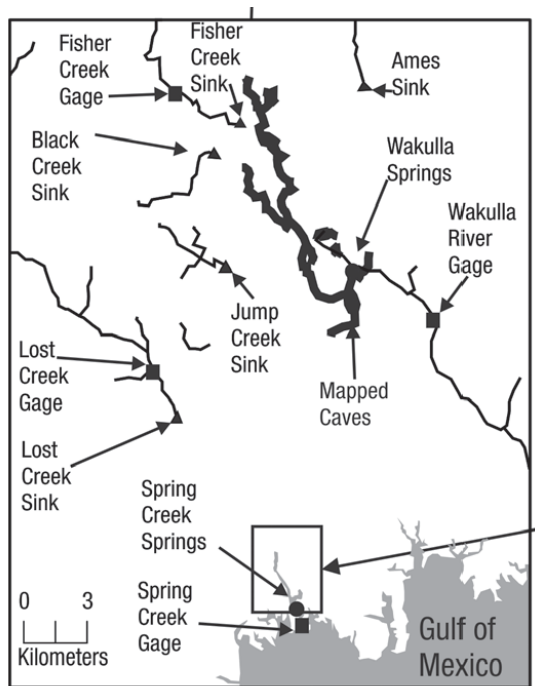 Fisher
Creek
Gage
Fisher
Creek
Sink
Ames
Sink
Black
Creek
Sink
Wakulla
Springs
Wakulla
River
Gage
Jump
Creek
Sink
Lost
Creek
Gage
Mapped
Caves
Lost
Creek
Sink
Spring
Creek
Springs
Spring
Creek
Gage
0 3
Kilometers
Gulf of
Mexico